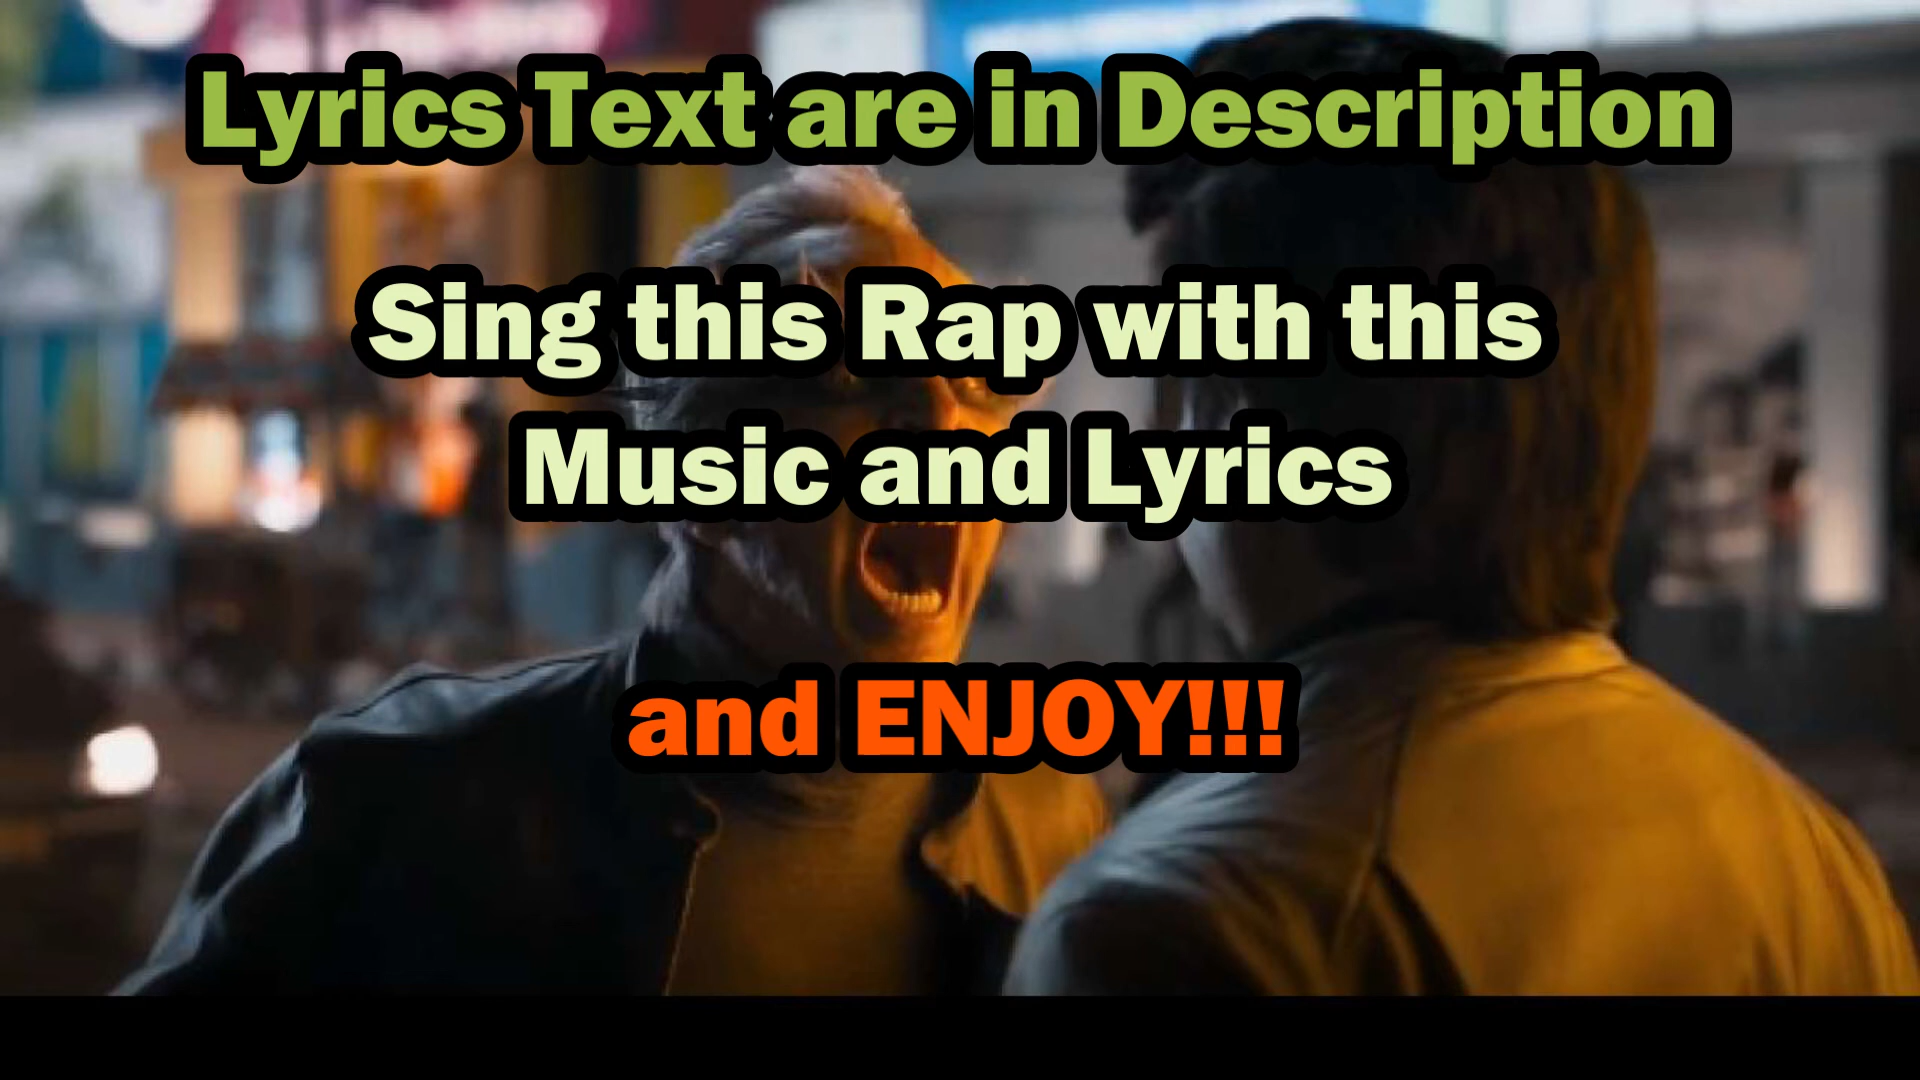 Lyrics Text are in Description
Sing this Rap with this
Music and Lyrics
and ENJOY!!!